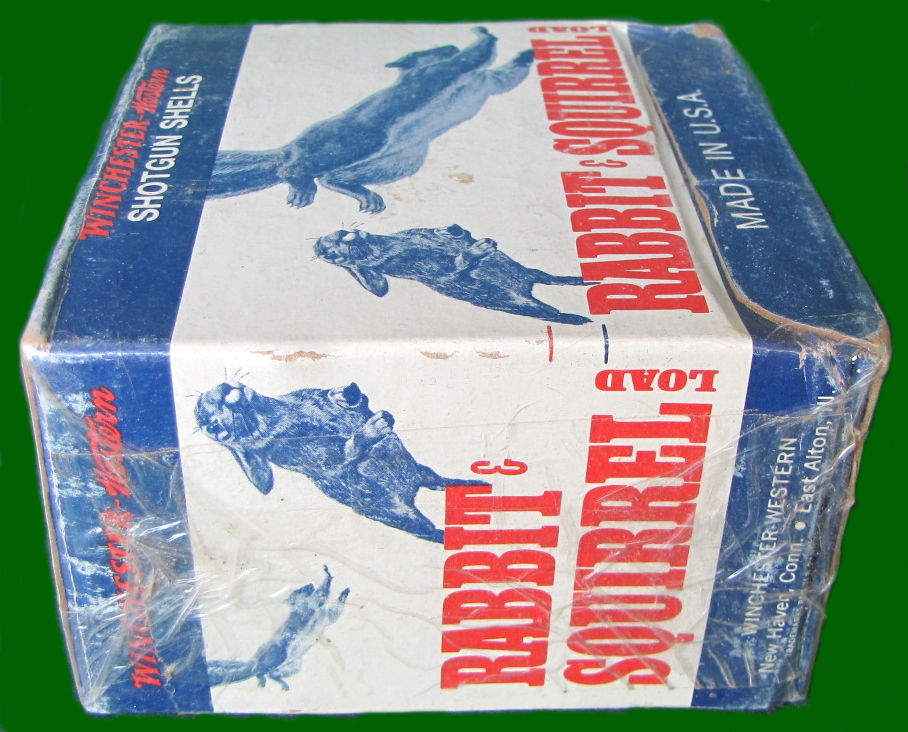 WINCHESTER-Western
SHOTGUN SHELLS
RABBIT & SQUIRREL
LOAD
MADE IN U.S.A.
WINCHESTER-Western
RABBIT &
SQUIRREL
LOAD
WINCHESTER-WESTERN
New Haven, Conn. • East Alton,